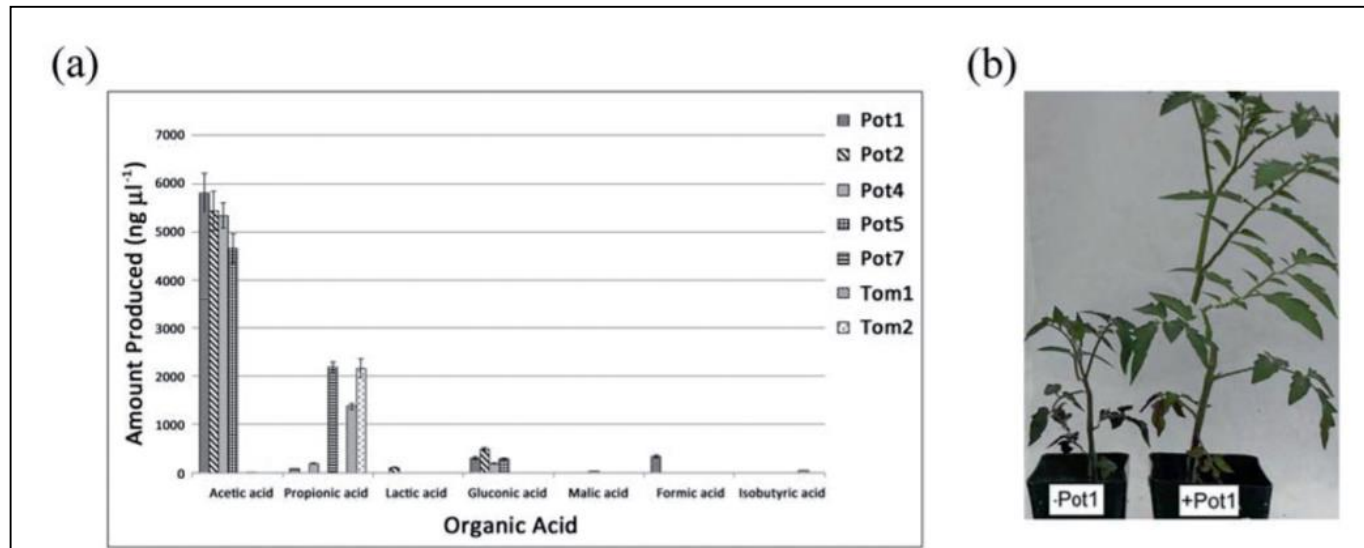 (a)
Amount Produced (ng µl-1)
7000
6000
5000
4000
3000
2000
1000
0
Acetic acid Propionic acid Lactic acid Gluconic acid Malic acid Formic acid Isobutyric acid
Organic Acid
Pot1
Pot2
Pot4
Pot5
Pot7
Tom1
Tom2
(b)
-Pot1
+Pot1